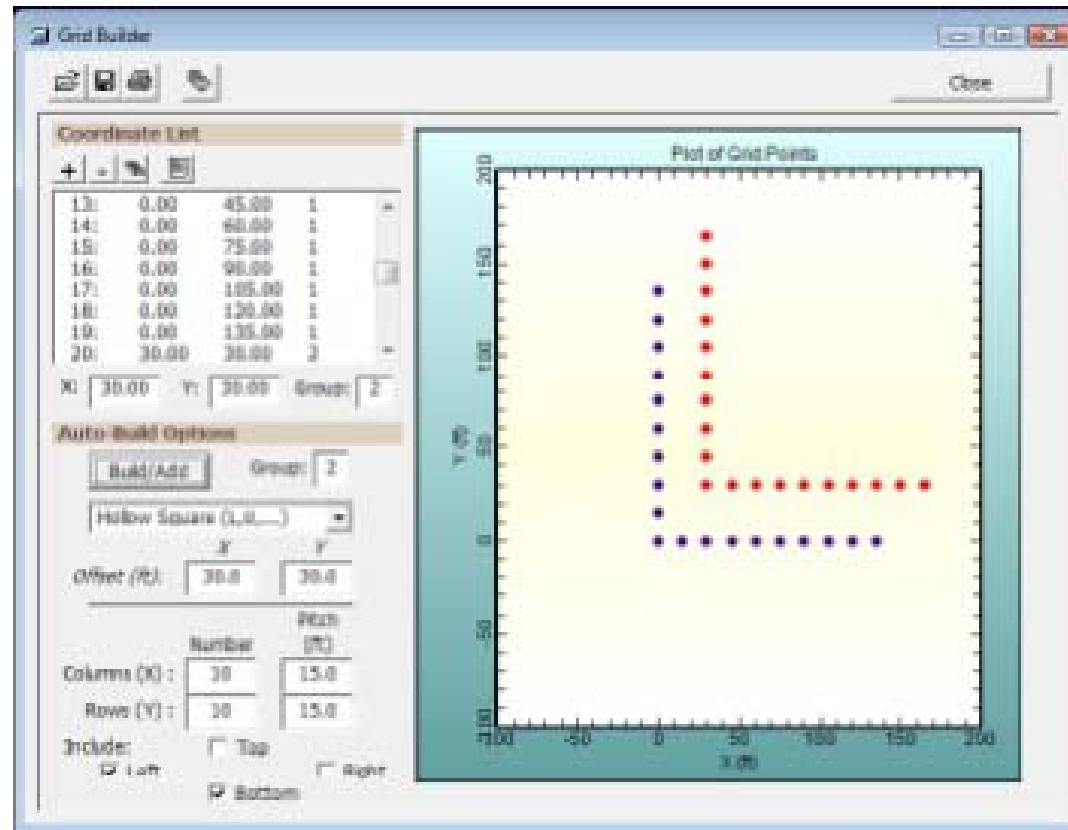 Grid Builder
Close
Coordinate List
+ -
13: 0.00 45.00 1
14: 0.00 60.00 1
15: 0.00 75.00 1
16: 0.00 90.00 1
17: 0.00 105.00 1
18: 0.00 120.00 1
19: 0.00 135.00 1
20: 30.00 30.00 2
X: 30.00 Y: 30.00 Group: 2
Auto-Build Options
Build/Add Group: 2
Hollow Square
X Y
Offset (ft): 30.0 30.0
Number Pitch (ft)
Columns (X) : 10 15.0
Rows (Y) : 10 15.0
Include: Top
Left Right
Bottom
Plot of Grid Points
200
150
100
50
0
-50
-100
Y (ft)
-100 -50 0 50 100 150 200
X (ft)